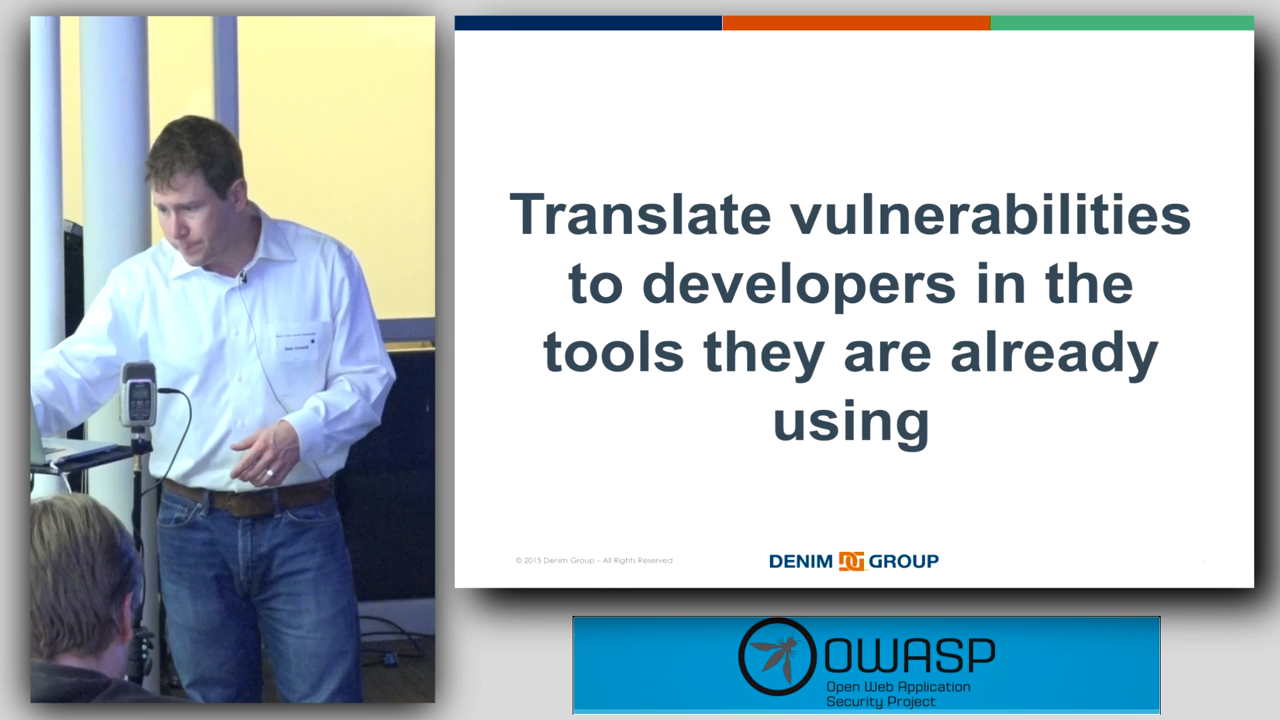 Translate vulnerabilities
to developers in the
tools they are already
using
© 2015 Denim Group – All Rights Reserved
DENIM DG GROUP
OWASP
Open Web Application
Security Project